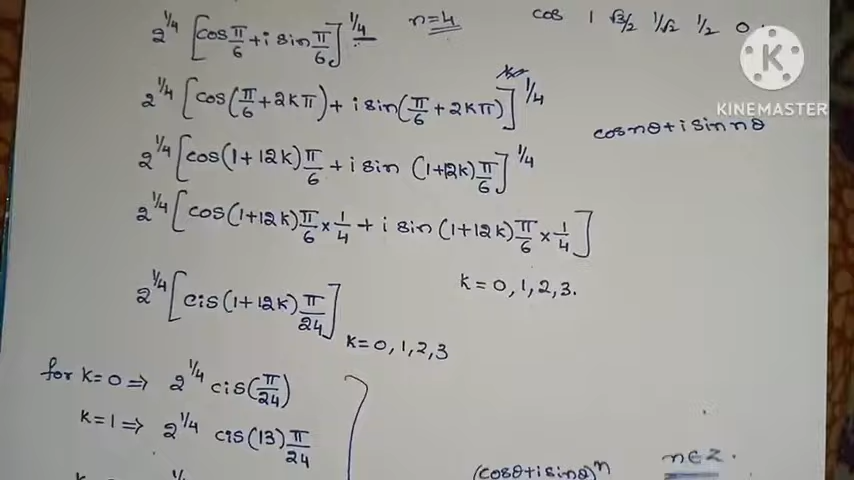 2^{1/4} [cos π/6 + i sin π/6]^{1/4} n=4 cos 1 √3/2 1/√2 1/2 0.
K
KINEMASTER
2^{1/4} [cos(π/6 + 2kπ) + i sin(π/6 + 2kπ)]^{1/4}
cosnθ + i sin nθ
2^{1/4} [cos(1+12k)π/6 + i sin (1+12k)π/6]^{1/4}
2^{1/4} [cos(1+12k)π/6 × 1/4 + i sin (1+12k)π/6 × 1/4]
k = 0, 1, 2, 3.
2^{1/4} [cis(1+12k) π/24]
k = 0, 1, 2, 3
for k=0 ⇒ 2^{1/4} cis(π/24)
k=1 ⇒ 2^{1/4} cis(13) π/24
(cosθ+i sinθ)^n n∈Z.